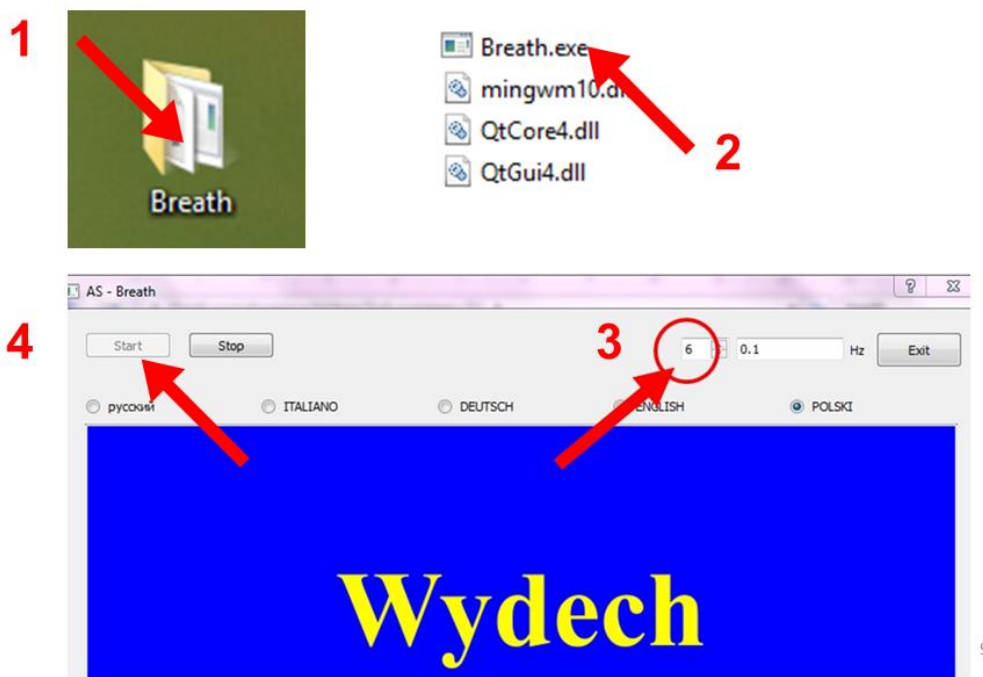 1
Breath
Breath.exe
mingwm10.dll
QtCore4.dll
QtGui4.dll
2
AS - Breath
4
Start
Stop
3
6
0.1
Hz
Exit
русский
ITALIANO
DEUTSCH
ENGLISH
POLSKI
Wydech